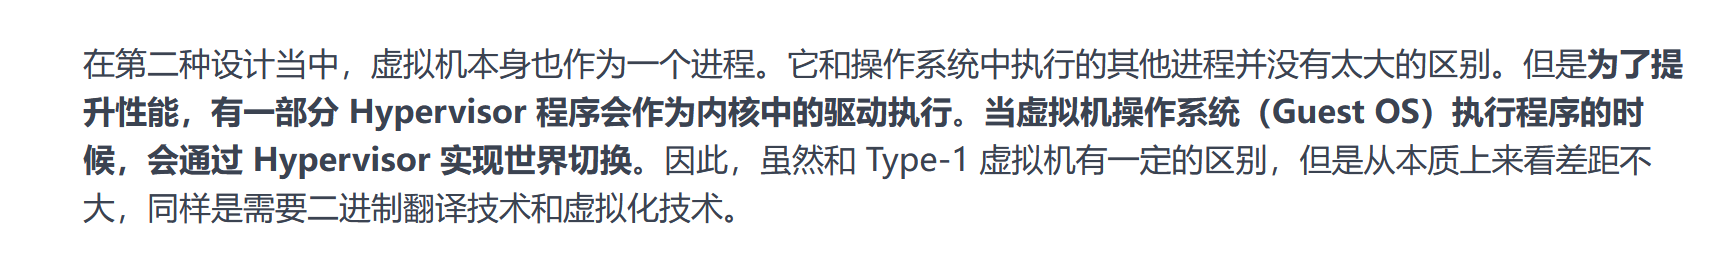 在第二种设计当中，虚拟机本身也作为一个进程。它和操作系统中执行的其他进程并没有太大的区别。但是为了提
升性能，有一部分 Hypervisor 程序会作为内核中的驱动执行。当虚拟机操作系统（Guest OS）执行程序的时
候，会通过 Hypervisor 实现世界切换。因此，虽然和 Type-1 虚拟机有一定的区别，但是从本质上来看差距不
大，同样是需要二进制翻译技术和虚拟化技术。